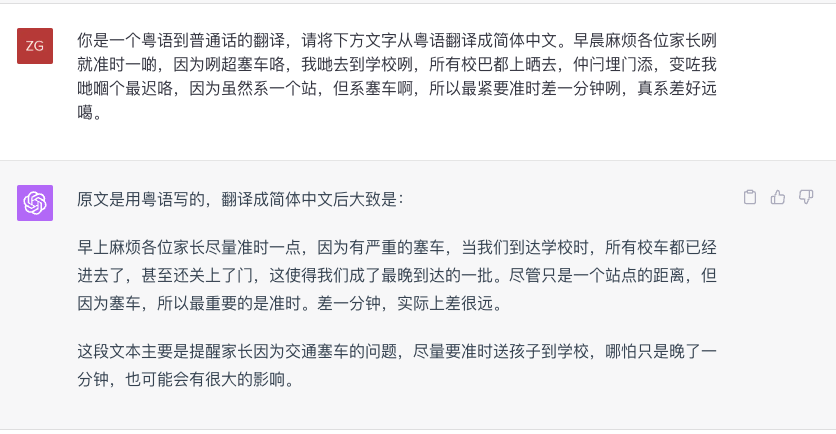 ZG
你是一个粤语到普通话的翻译，请将下方文字从粤语翻译成简体中文。早晨麻烦各位家长咧
就准时一啲，因为咧超塞车咯，我哋去到学校咧，所有校巴都上晒去，仲闩埋门添，变咗我
哋嗰个最迟咯，因为虽然系一个站，但系塞车啊，所以最紧要准时差一分钟咧，真系差好远
噶。
原文是用粤语写的，翻译成简体中文后大致是：
早上麻烦各位家长尽量准时一点，因为有严重的塞车，当我们到达学校时，所有校车都已经
进去了，甚至还关上了门，这使得我们成了最晚到达的一批。尽管只是一个站点的距离，但
因为塞车，所以最重要的是准时。差一分钟，实际上差很远。
这段文本主要是提醒家长因为交通塞车的问题，尽量要准时送孩子到学校，哪怕只是晚了一
分钟，也可能会有很大的影响。